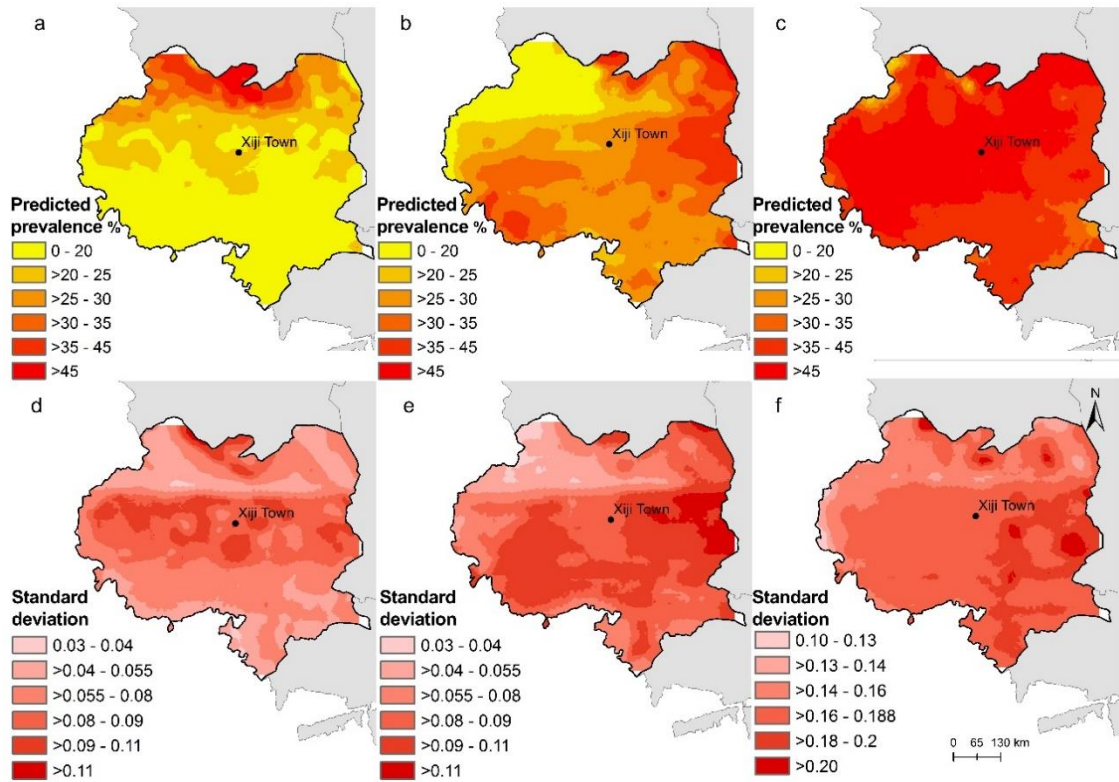 a
b
c
Xiji Town
Xiji Town
Xiji Town
Predicted
prevalence %
0 - 20
>20 - 25
>25 - 30
>30 - 35
>35 - 45
>45
Predicted
prevalence %
0 - 20
>20 - 25
>25 - 30
>30 - 35
>35 - 45
>45
Predicted
prevalence %
0 - 20
>20 - 25
>25 - 30
>30 - 35
>35 - 45
>45
d
e
f
N
Xiji Town
Xiji Town
Xiji Town
Standard
deviation
0.03 - 0.04
>0.04 - 0.055
>0.055 - 0.08
>0.08 - 0.09
>0.09 - 0.11
>0.11
Standard
deviation
0.03 - 0.04
>0.04 - 0.055
>0.055 - 0.08
>0.08 - 0.09
>0.09 - 0.11
>0.11
Standard
deviation
0.10 - 0.13
>0.13 - 0.14
>0.14 - 0.16
>0.16 - 0.188
>0.18 - 0.2
>0.20
0 65 130 km